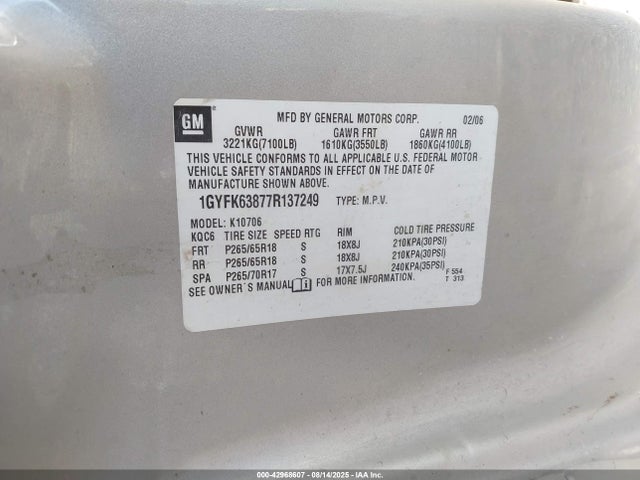 GM
MFD BY GENERAL MOTORS CORP. 02/06
GVWR GAWR FRT GAWR RR
3221KG(7100LB) 1610KG(3550LB) 1860KG(4100LB)
THIS VEHICLE CONFORMS TO ALL APPLICABLE U.S. FEDERAL MOTOR
VEHICLE SAFETY STANDARDS IN EFFECT ON THE DATE OF
MANUFACTURE SHOWN ABOVE.
1GYFK63877R137249 TYPE: M.P.V.
MODEL: K10706
KQC6 TIRE SIZE SPEED RTG RIM COLD TIRE PRESSURE
FRT P265/65R18 S 18X8J 210KPA(30PSI)
RR P265/65R18 S 18X8J 210KPA(30PSI)
SPA P265/70R17 S 17X7.5J 240KPA(35PSI) F 554
SEE OWNER`S MANUAL i FOR MORE INFORMATION. T 313
000-42968607 - 08/14/2025 - IAA Inc.